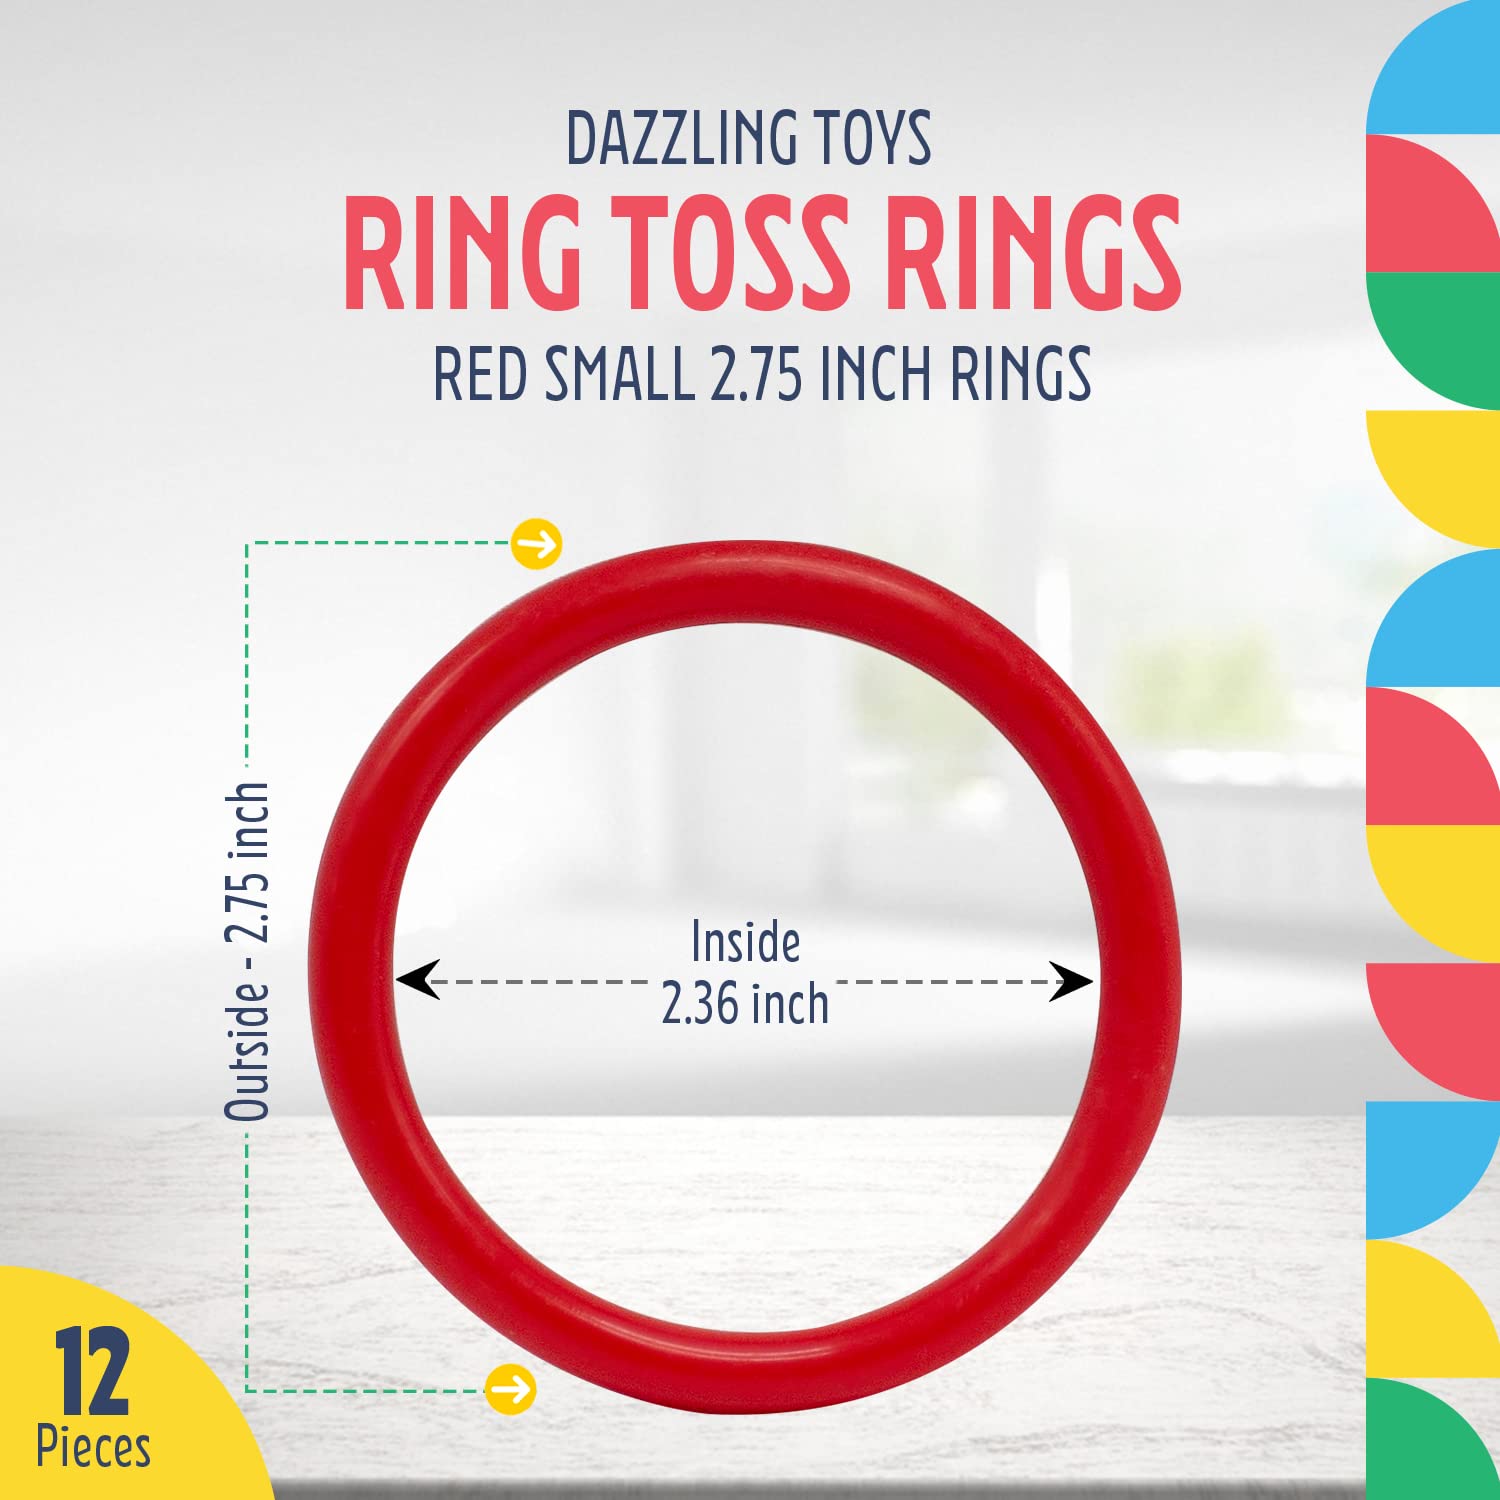 DAZZLING TOYS
RING TOSS RINGS
RED SMALL 2.75 INCH RINGS
Outside - 2.75 inch
Inside
2.36 inch
12
Pieces